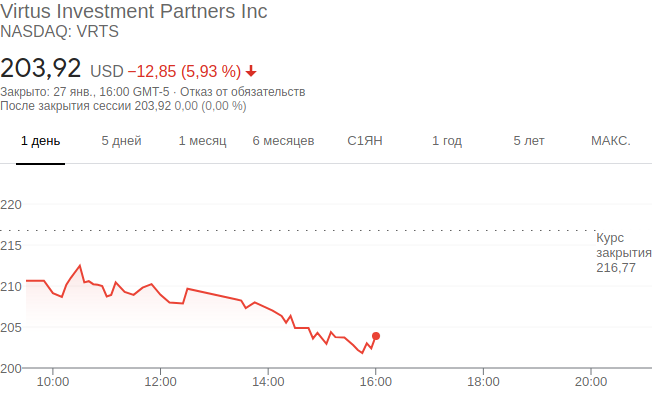 Virtus Investment Partners Inc
NASDAQ: VRTS
203,92 USD −12,85 (5,93 %)
Закрыто: 27 янв., 16:00 GMT-5 · Отказ от обязательств
После закрытия сессии 203,92 0,00 (0,00 %)
1 день 5 дней 1 месяц 6 месяцев С1ЯН 1 год 5 лет МАКС.
220
Курс
закрытия
216,77
215
210
205
200
10:00 12:00 14:00 16:00 18:00 20:00